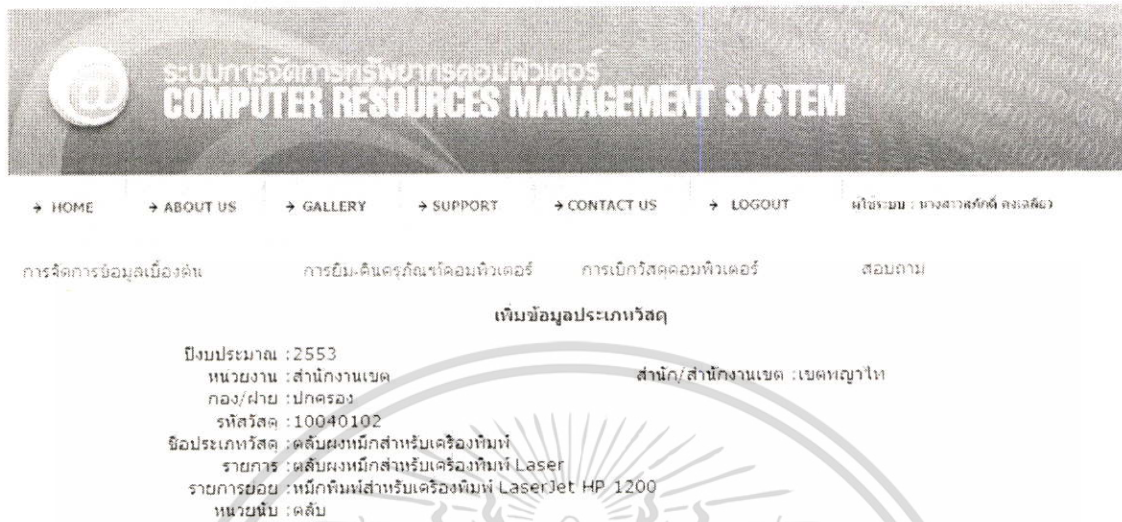 ระบบการจัดการทรัพยากรคอมพิวเตอร์
COMPUTER RESOURCES MANAGEMENT SYSTEM
→ HOME → ABOUT US → GALLERY → SUPPORT → CONTACT US → LOGOUT ผู้ใช้ระบบ : นางสาว
การจัดการข้อมูลเบื้องต้น การยืม-คืนครุภัณฑ์คอมพิวเตอร์ การเบิกวัสดุคอมพิวเตอร์ สอบถาม
เพิ่มข้อมูลประเภทวัสดุ
ปีงบประมาณ :2553
หน่วยงาน :สำนักงานเขต สำนัก/สำนักงานเขต :เขตพญาไท
กอง/ฝ่าย :ปกครอง
รหัสวัสดุ :10040102
ชื่อประเภทวัสดุ :ตลับผงหมึกสำหรับเครื่องพิมพ์
รายการ :ตลับผงหมึกสำหรับเครื่องพิมพ์ Laser
รายการย่อย :หมึกพิมพ์สำหรับเครื่องพิมพ์ LaserJet HP 1200
หน่วยนับ :ตลับ